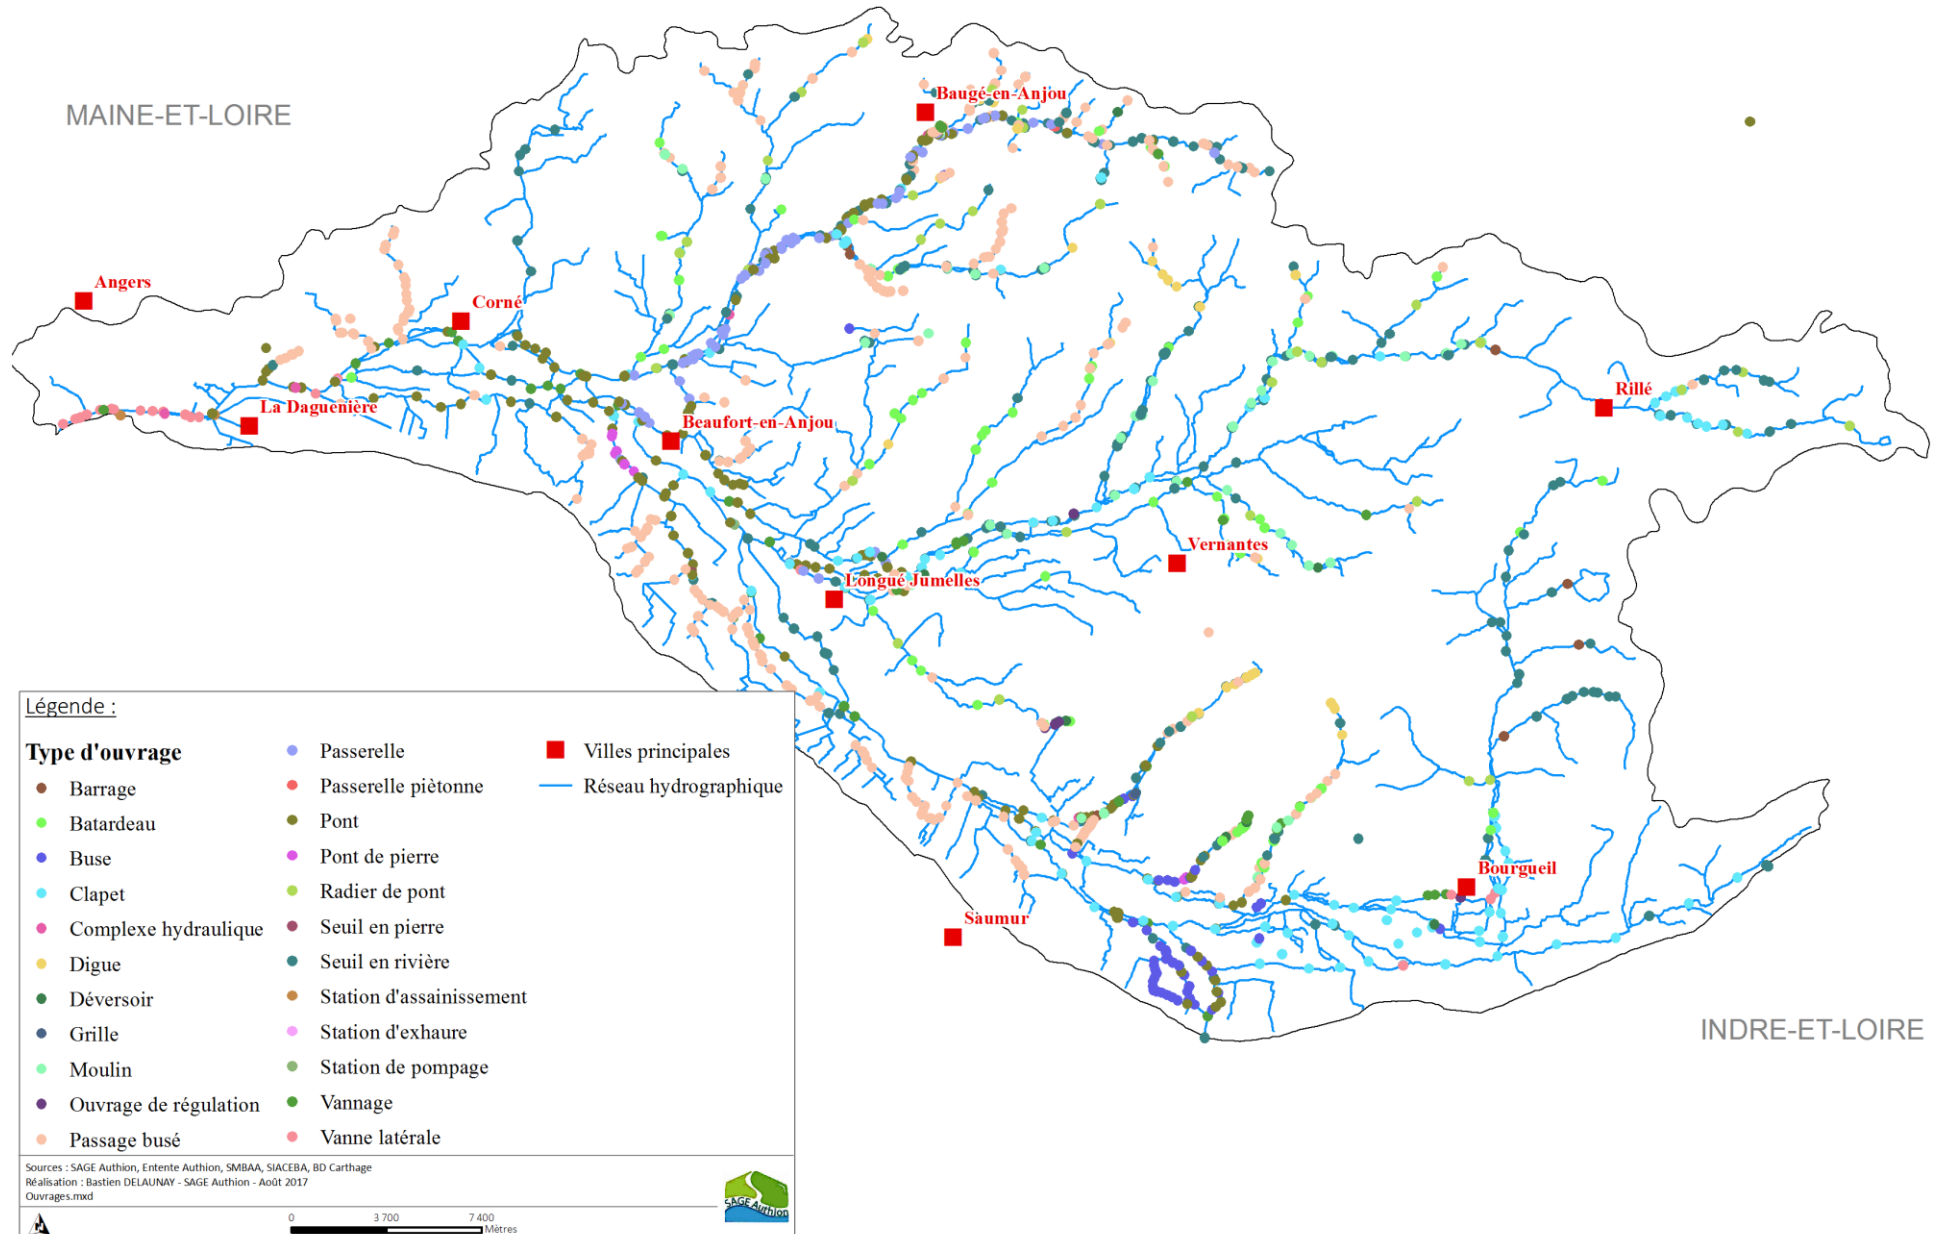 MAINE-ET-LOIRE
Baugé-en-Anjou
Angers
Corné
La Daguenière
Beaufort-en-Anjou
Rillé
Vernantes
Longué Jumelles
Bourgueil
Saumur
INDRE-ET-LOIRE
Légende :
Type d'ouvrage
Barrage
Batardeau
Buse
Clapet
Complexe hydraulique
Digue
Déversoir
Grille
Moulin
Ouvrage de régulation
Passage busé
Passerelle
Passerelle piètonne
Pont
Pont de pierre
Radier de pont
Seuil en pierre
Seuil en rivière
Station d'assainissement
Station d'exhaure
Station de pompage
Vannage
Vanne latérale
Villes principales
Réseau hydrographique
Sources : SAGE Authion, Entente Authion, SMBAA, SIACEBA, BD Carthage
Réalisation : Bastien DELAUNAY - SAGE Authion - Août 2017
Ouvrages.mxd
SAGE Authion
0 3 700 7 400
Mètres